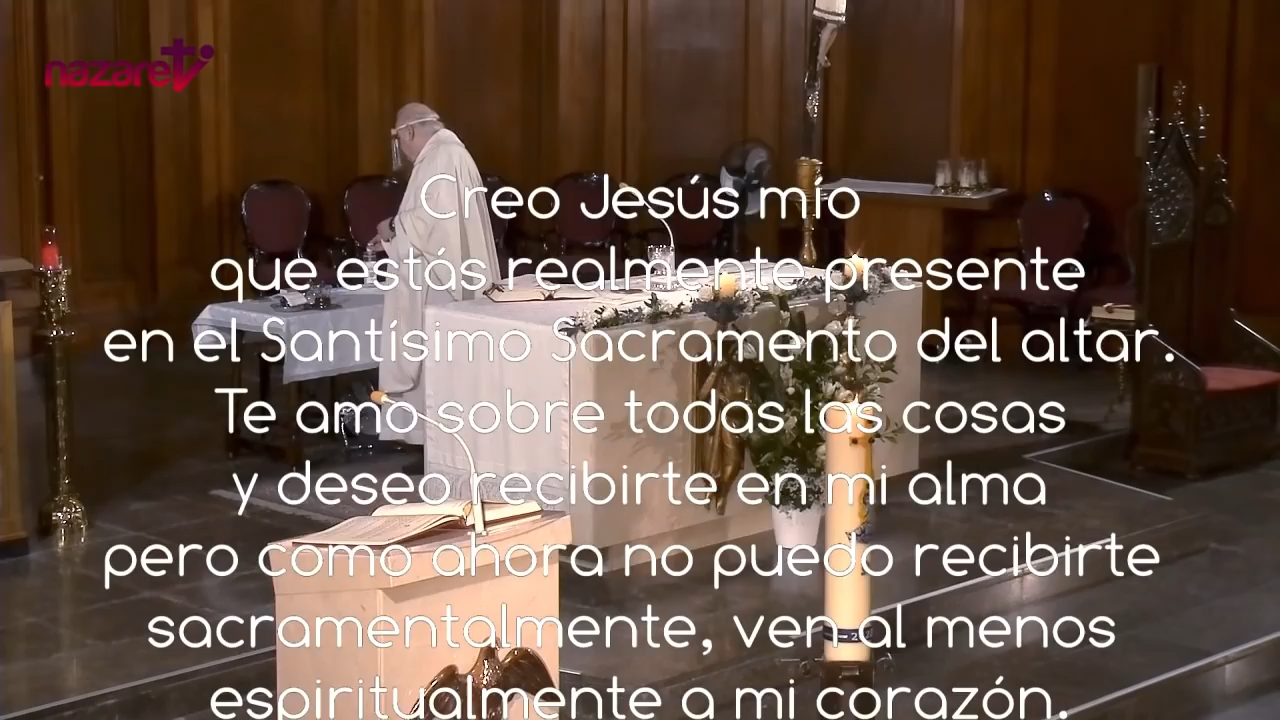 nazaretv
Creo Jesús mío
que estás realmente presente
en el Santísimo Sacramento del altar.
Te amo sobre todas las cosas
y deseo recibirte en mi alma
pero como ahora no puedo recibirte
sacramentalmente, ven al menos
espiritualmente a mi corazón.